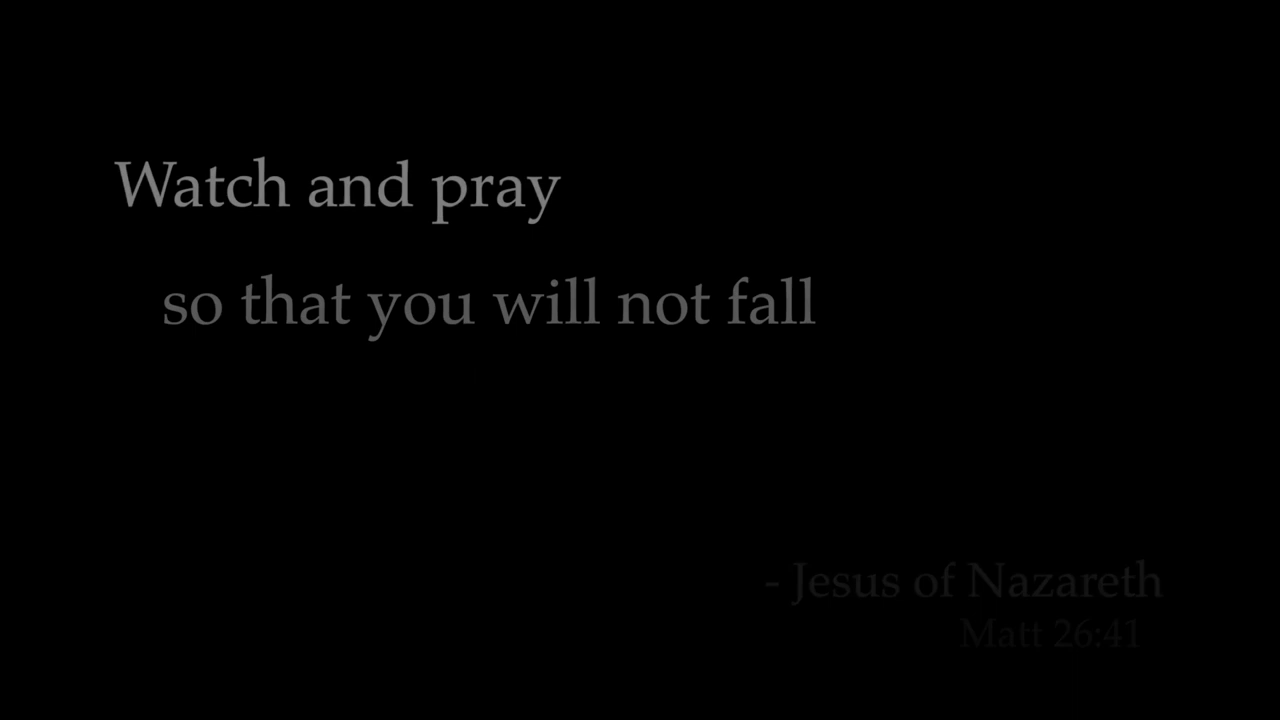 Watch and pray
so that you will not fall
- Jesus of Nazareth
Matt 26:41